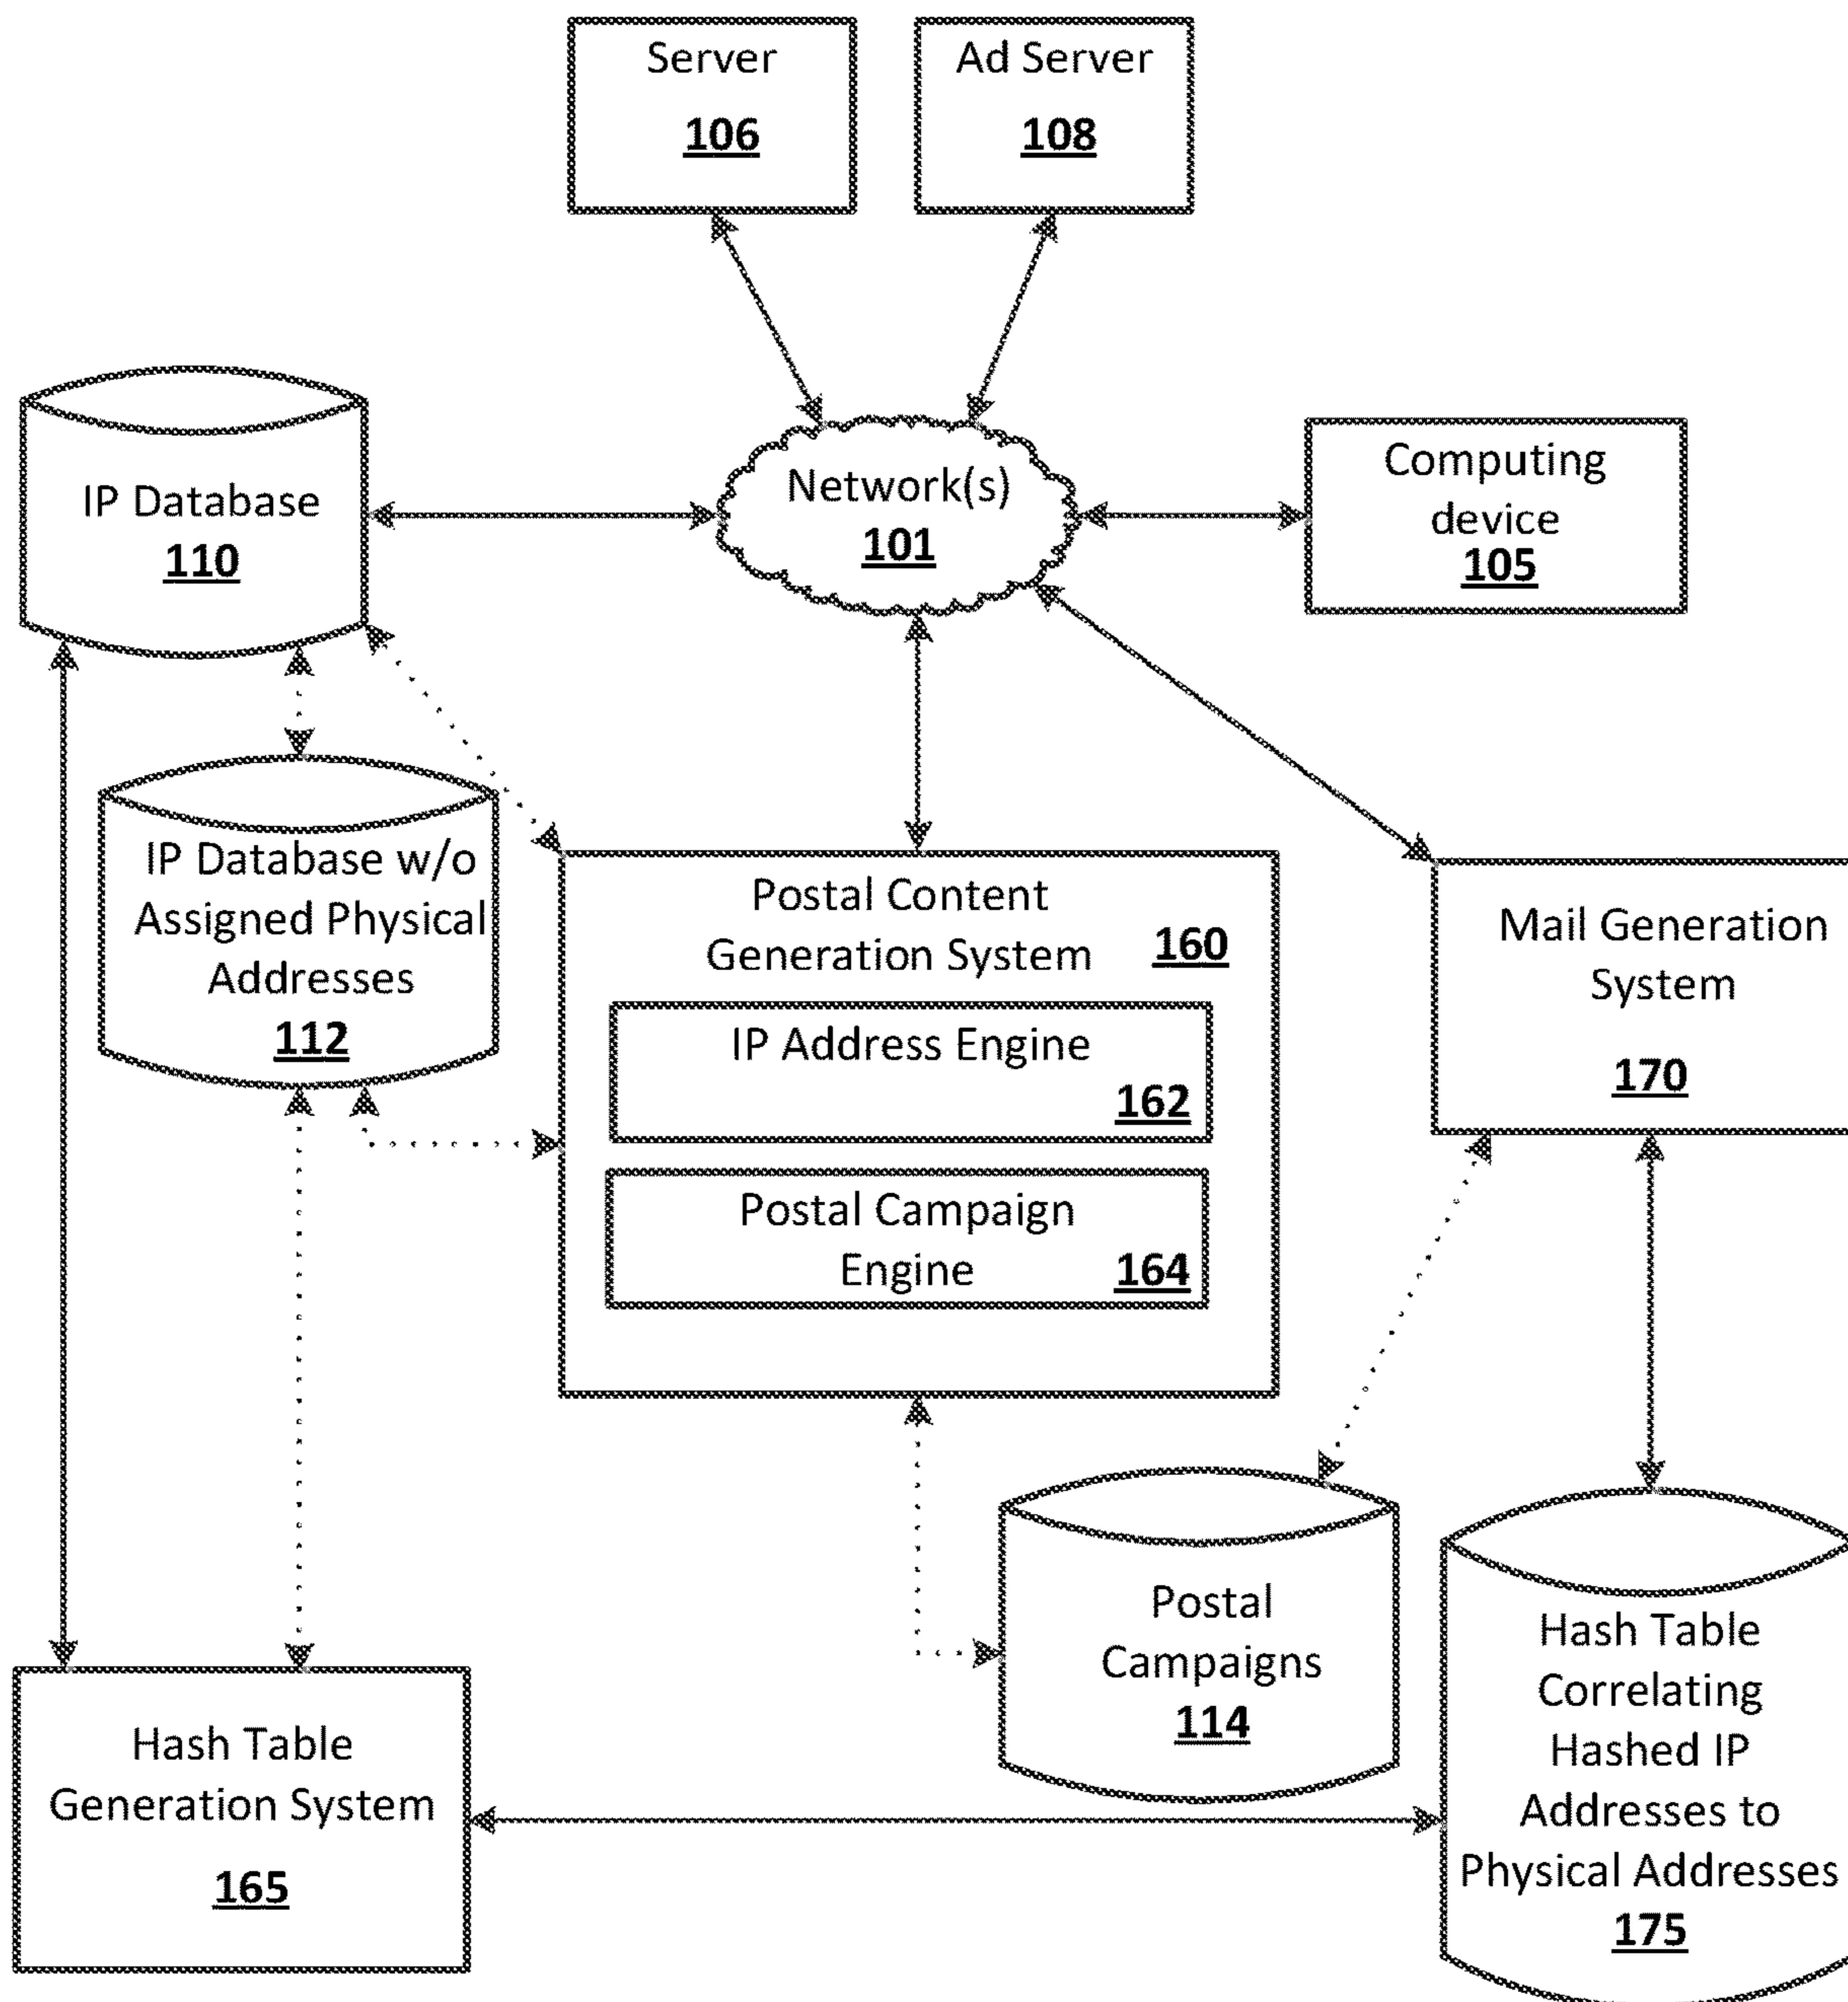 Server
106
Ad Server
108
IP Database
110
Network(s)
101
Computing
device
105
IP Database w/o
Assigned Physical
Addresses
112
Postal Content
Generation System 160
IP Address Engine
162
Postal Campaign
Engine 164
Mail Generation
System
170
Postal
Campaigns
114
Hash Table
Generation System
165
Hash Table
Correlating
Hashed IP
Addresses to
Physical Addresses
175